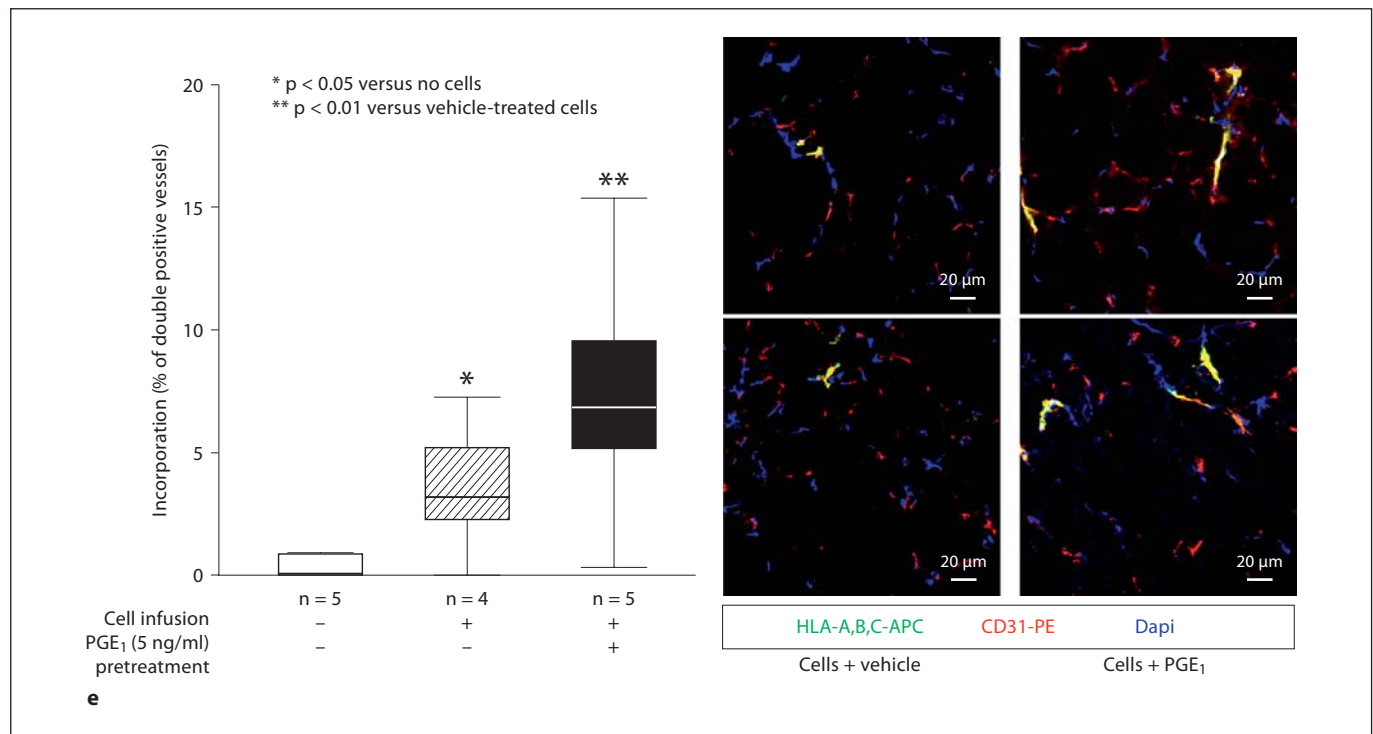 * p < 0.05 versus no cells
** p < 0.01 versus vehicle-treated cells
Incorporation (% of double positive vessels)
20
15
10
5
0
*
**
n = 5 n = 4 n = 5
Cell infusion – + +
PGE₁ (5 ng/ml) – – +
pretreatment
20 µm
20 µm
20 µm
20 µm
HLA-A,B,C-APC CD31-PE Dapi
Cells + vehicle Cells + PGE₁
e